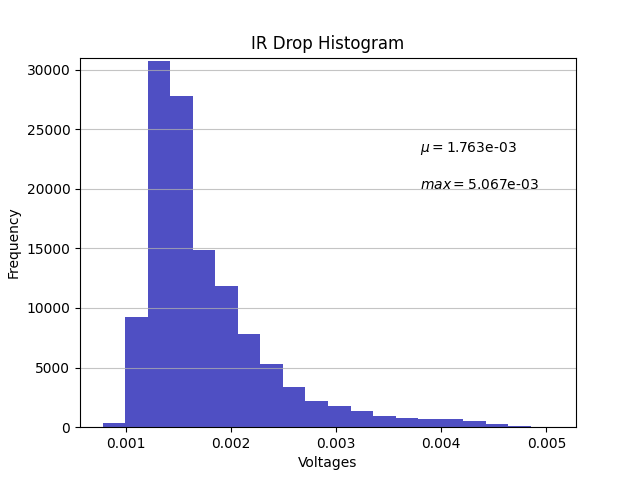 IR Drop Histogram
30000
25000
20000
15000
10000
5000
0
Frequency
μ = 1.763e-03
max = 5.067e-03
0.001 0.002 0.003 0.004 0.005
Voltages